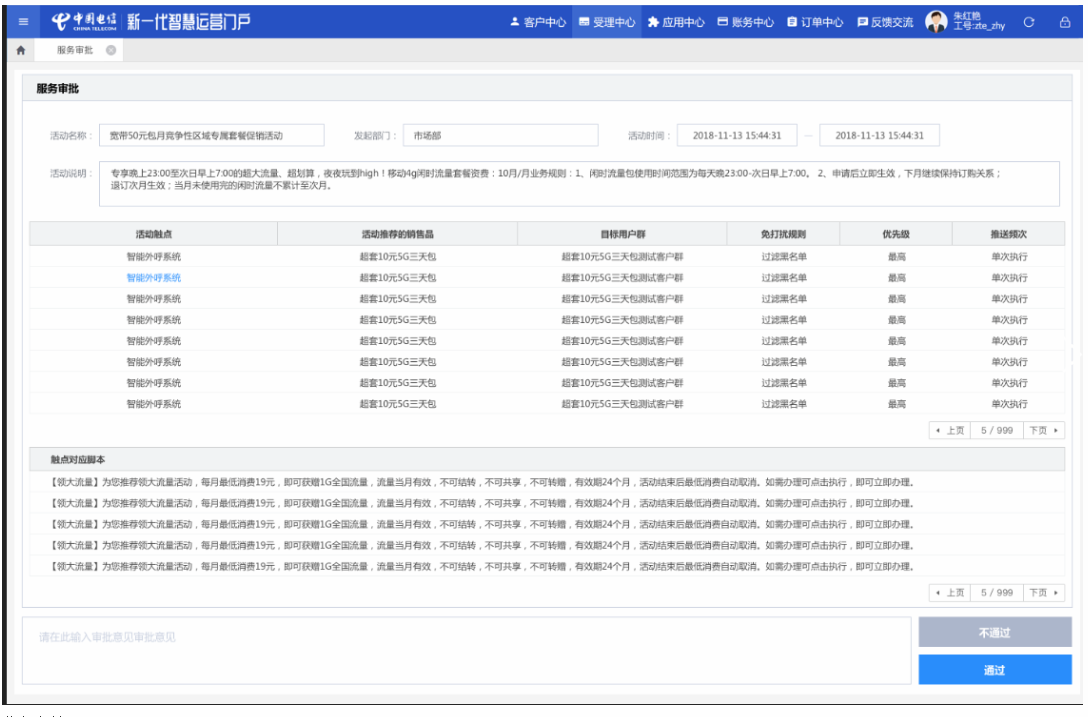 中国电信 CHINA TELECOM 新一代智慧运营门户 客户中心 受理中心 应用中心 账务中心 订单中心 反馈交流 朱红艳
工号:zte_zhy
服务审批
服务审批
活动名称： 宽带50元包月竞争性区域专属套餐促销活动 发起部门： 市场部 活动时间： 2018-11-13 15:44:31 — 2018-11-13 15:44:31
活动说明： 专享晚上23:00至次日早上7:00的超大流量、超划算，夜夜玩到high！移动4g闲时流量套餐资费：10月/月业务规则：1、闲时流量包使用时间范围为每天晚23:00-次日早上7:00。 2、申请后立即生效，下月继续保持订购关系；
退订次月生效；当月未使用完的闲时流量不累计至次月。
活动触点 活动推荐的销售品 目标用户群 免打扰规则 优先级 推送频次
智能外呼系统 超套10元5G三天包 超套10元5G三天包测试客户群 过滤黑名单 最高 单次执行
智能外呼系统 超套10元5G三天包 超套10元5G三天包测试客户群 过滤黑名单 最高 单次执行
智能外呼系统 超套10元5G三天包 超套10元5G三天包测试客户群 过滤黑名单 最高 单次执行
智能外呼系统 超套10元5G三天包 超套10元5G三天包测试客户群 过滤黑名单 最高 单次执行
智能外呼系统 超套10元5G三天包 超套10元5G三天包测试客户群 过滤黑名单 最高 单次执行
智能外呼系统 超套10元5G三天包 超套10元5G三天包测试客户群 过滤黑名单 最高 单次执行
智能外呼系统 超套10元5G三天包 超套10元5G三天包测试客户群 过滤黑名单 最高 单次执行
智能外呼系统 超套10元5G三天包 超套10元5G三天包测试客户群 过滤黑名单 最高 单次执行
上页 5 / 999 下页
触点对应脚本
【领大流量】为您推荐领大流量活动，每月最低消费19元，即可获赠1G全国流量，流量当月有效，不可结转，不可共享，不可转赠，有效期24个月，活动结束后最低消费自动取消。如需办理可点击执行，即可立即办理。
【领大流量】为您推荐领大流量活动，每月最低消费19元，即可获赠1G全国流量，流量当月有效，不可结转，不可共享，不可转赠，有效期24个月，活动结束后最低消费自动取消。如需办理可点击执行，即可立即办理。
【领大流量】为您推荐领大流量活动，每月最低消费19元，即可获赠1G全国流量，流量当月有效，不可结转，不可共享，不可转赠，有效期24个月，活动结束后最低消费自动取消。如需办理可点击执行，即可立即办理。
【领大流量】为您推荐领大流量活动，每月最低消费19元，即可获赠1G全国流量，流量当月有效，不可结转，不可共享，不可转赠，有效期24个月，活动结束后最低消费自动取消。如需办理可点击执行，即可立即办理。
【领大流量】为您推荐领大流量活动，每月最低消费19元，即可获赠1G全国流量，流量当月有效，不可结转，不可共享，不可转赠，有效期24个月，活动结束后最低消费自动取消。如需办理可点击执行，即可立即办理。
上页 5 / 999 下页
请在此输入审批意见审批意见
不通过
通过